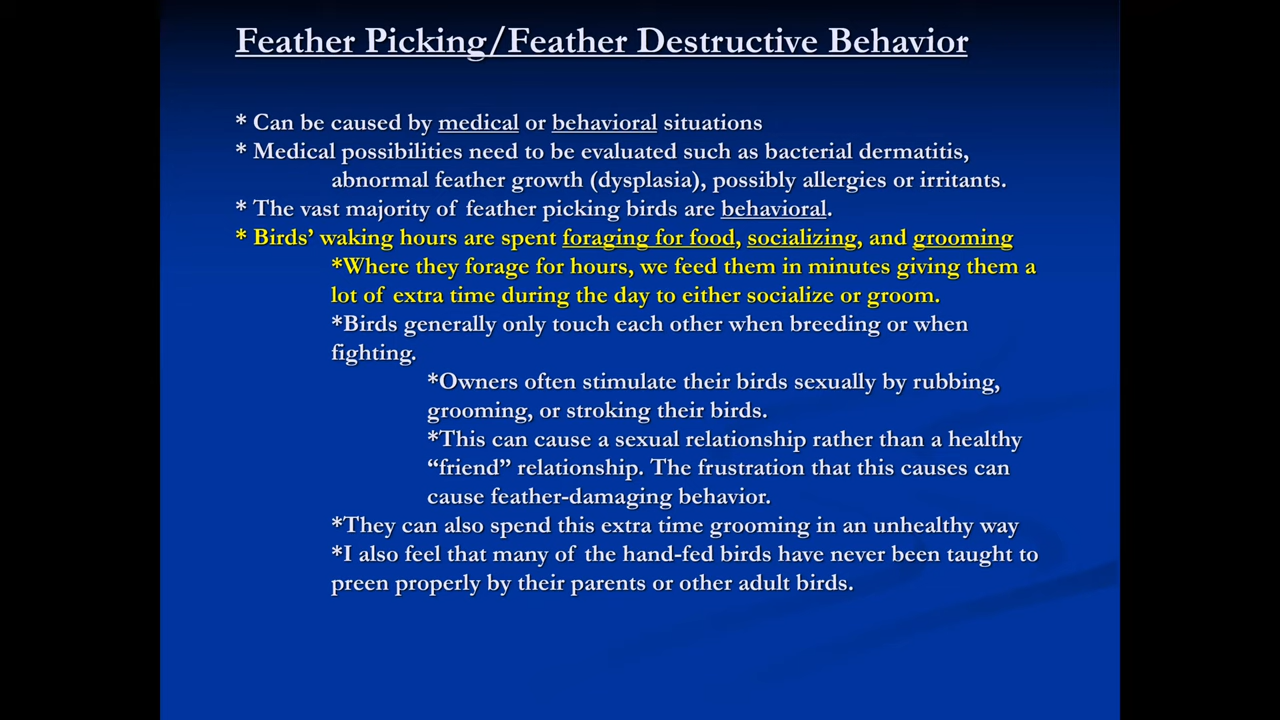 Feather Picking/Feather Destructive Behavior
* Can be caused by medical or behavioral situations
* Medical possibilities need to be evaluated such as bacterial dermatitis,
abnormal feather growth (dysplasia), possibly allergies or irritants.
* The vast majority of feather picking birds are behavioral.
* Birds’ waking hours are spent foraging for food, socializing, and grooming
*Where they forage for hours, we feed them in minutes giving them a
lot of extra time during the day to either socialize or groom.
*Birds generally only touch each other when breeding or when
fighting.
*Owners often stimulate their birds sexually by rubbing,
grooming, or stroking their birds.
*This can cause a sexual relationship rather than a healthy
“friend” relationship. The frustration that this causes can
cause feather-damaging behavior.
*They can also spend this extra time grooming in an unhealthy way
*I also feel that many of the hand-fed birds have never been taught to
preen properly by their parents or other adult birds.